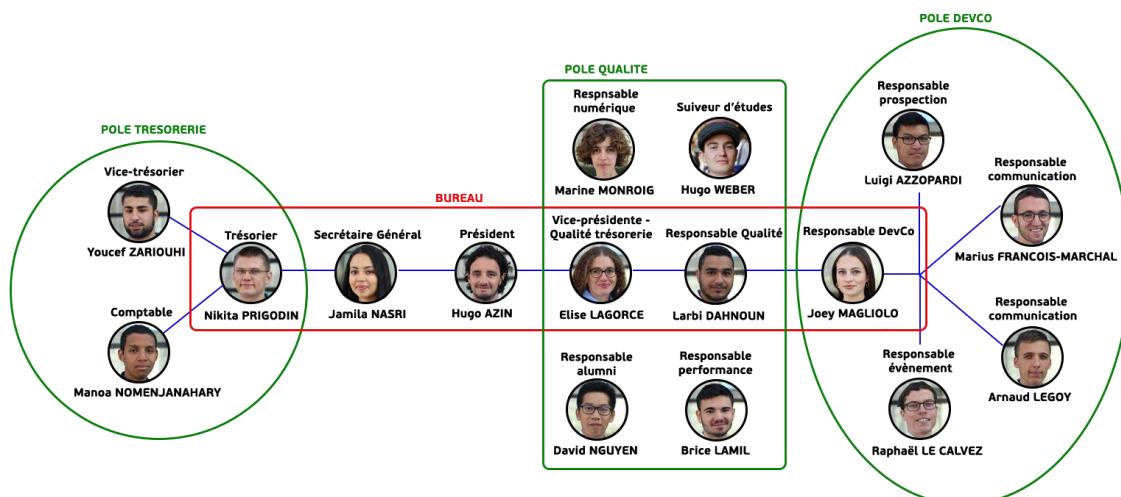 POLE DEVCO
POLE QUALITE
POLE TRESORERIE
BUREAU
Vice-trésorier
Youcef ZARIOUHI
Comptable
Manoa NOMENJANAHARY
Trésorier
Nikita PRIGODIN
Secrétaire Général
Jamila NASRI
Président
Hugo AZIN
Respnsable
numérique
Marine MONROIG
Suiveur d'études
Hugo WEBER
Vice-présidente -
Qualité trésorerie
Elise LAGORCE
Responsable Qualité
Larbi DAHNOUN
Responsable
alumni
David NGUYEN
Responsable
performance
Brice LAMIL
Responsable DevCo
Joey MAGLIOLO
Responsable
prospection
Luigi AZZOPARDI
Responsable
communication
Marius FRANCOIS-MARCHAL
Responsable
communication
Arnaud LEGOY
Responsable
évènement
Raphaël LE CALVEZ